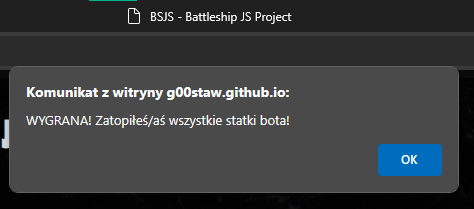 BSJS - Battleship JS Project
Komunikat z witryny g00staw.github.io:
WYGRANA! Zatopiłeś/aś wszystkie statki bota!
OK